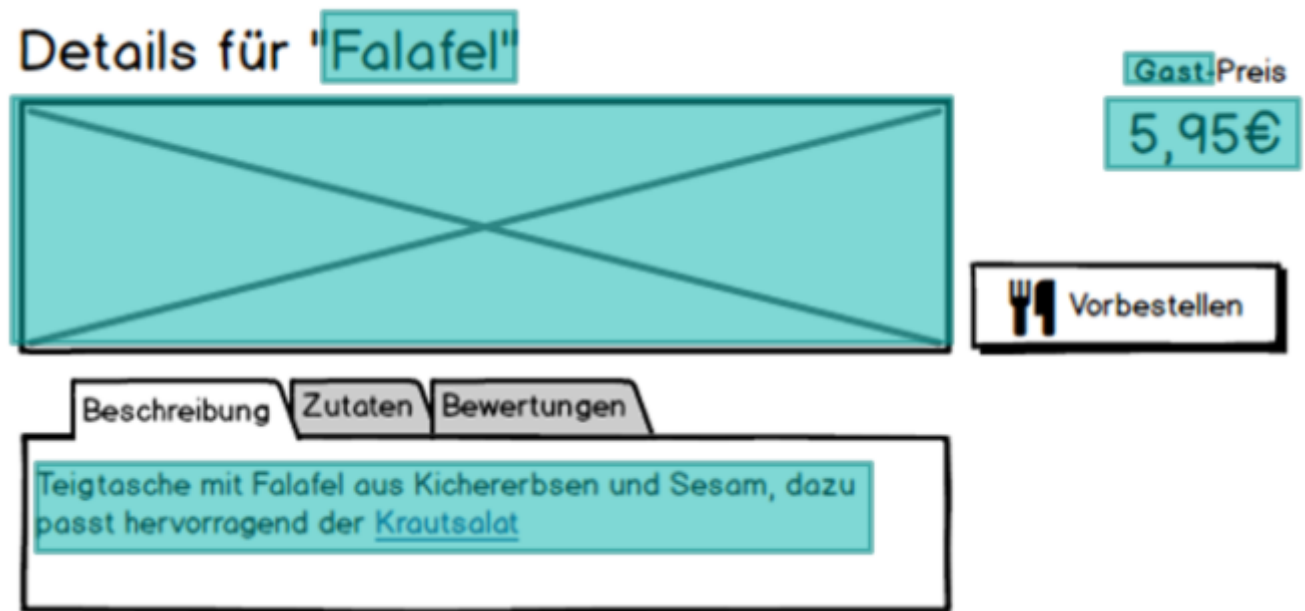 Details für "Falafel"
Gast-Preis
5,95€
Vorbestellen
Beschreibung Zutaten Bewertungen
Teigtasche mit Falafel aus Kichererbsen und Sesam, dazu
passt hervorragend der Krautsalat